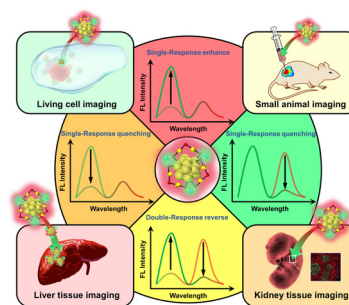 Single-Response enhance
FL Intensity
Wavelength
Living cell imaging
Small animal imaging
Single-Response quenching
FL Intensity
Wavelength
Single-Response quenching
FL Intensity
Wavelength
Double-Response reverse
FL Intensity
Wavelength
Liver tissue imaging
Kidney tissue imaging